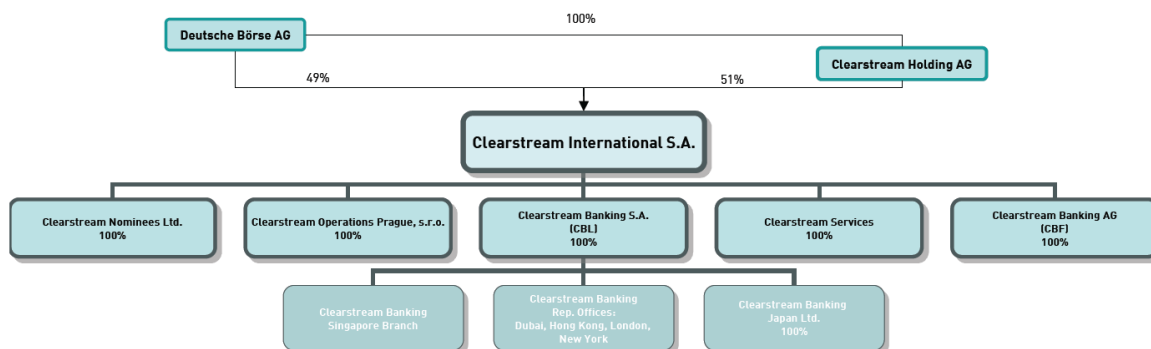 100%
Deutsche Börse AG
Clearstream Holding AG
49%
51%
Clearstream International S.A.
Clearstream Nominees Ltd.
100%
Clearstream Operations Prague, s.r.o.
100%
Clearstream Banking S.A.
(CBL)
100%
Clearstream Services
100%
Clearstream Banking AG
(CBF)
100%
Clearstream Banking
Singapore Branch
Clearstream Banking
Rep. Offices:
Dubai, Hong Kong, London,
New York
Clearstream Banking
Japan Ltd.
100%